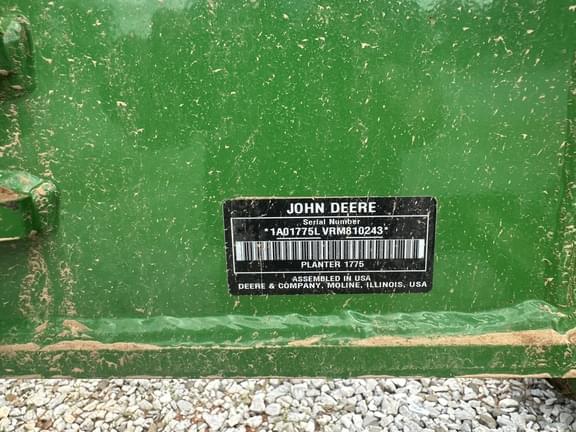 JOHN DEERE
Serial Number
*1A01775LVRM810243*
PLANTER 1775
ASSEMBLED IN USA
DEERE & COMPANY, MOLINE, ILLINOIS, USA